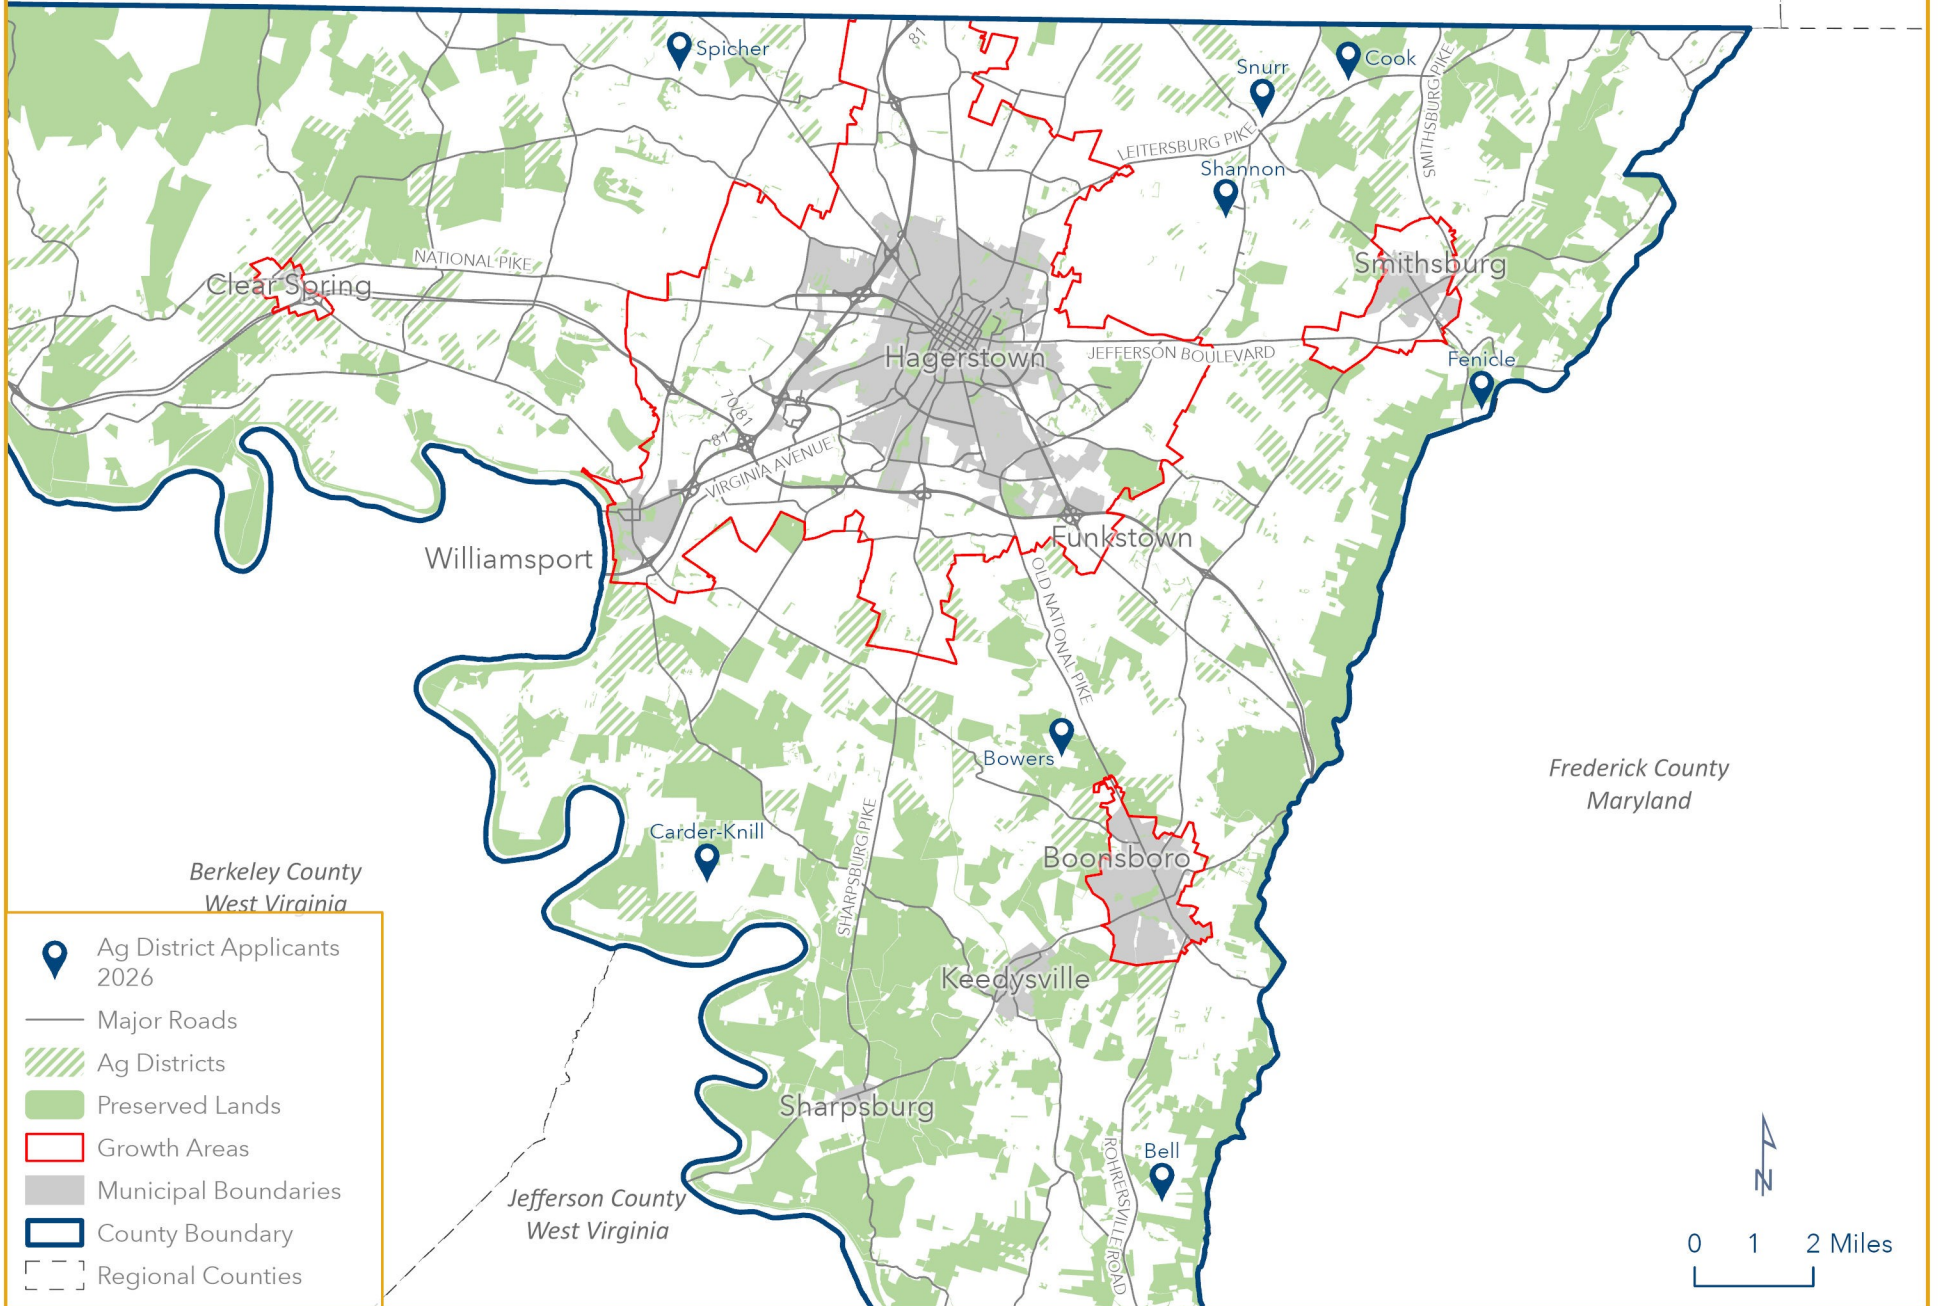 81
Spicher
Cook
Snurr
SMITHSBURG PIKE
LEITERSBURG PIKE
Shannon
NATIONAL PIKE
Clear Spring
Smithsburg
Hagerstown
JEFFERSON BOULEVARD
Fenicle
70/81
81
VIRGINIA AVENUE
Funkstown
Williamsport
OLD NATIONAL PIKE
Bowers
Frederick County
Maryland
Carder-Knill
SHARPSBURG PIKE
Boonsboro
Berkeley County
West Virginia
Keedysville
Sharpsburg
Bell
ROHRERSVILLE ROAD
Jefferson County
West Virginia
Ag District Applicants
2026
Major Roads
Ag Districts
Preserved Lands
Growth Areas
Municipal Boundaries
County Boundary
Regional Counties
N
0 1 2 Miles